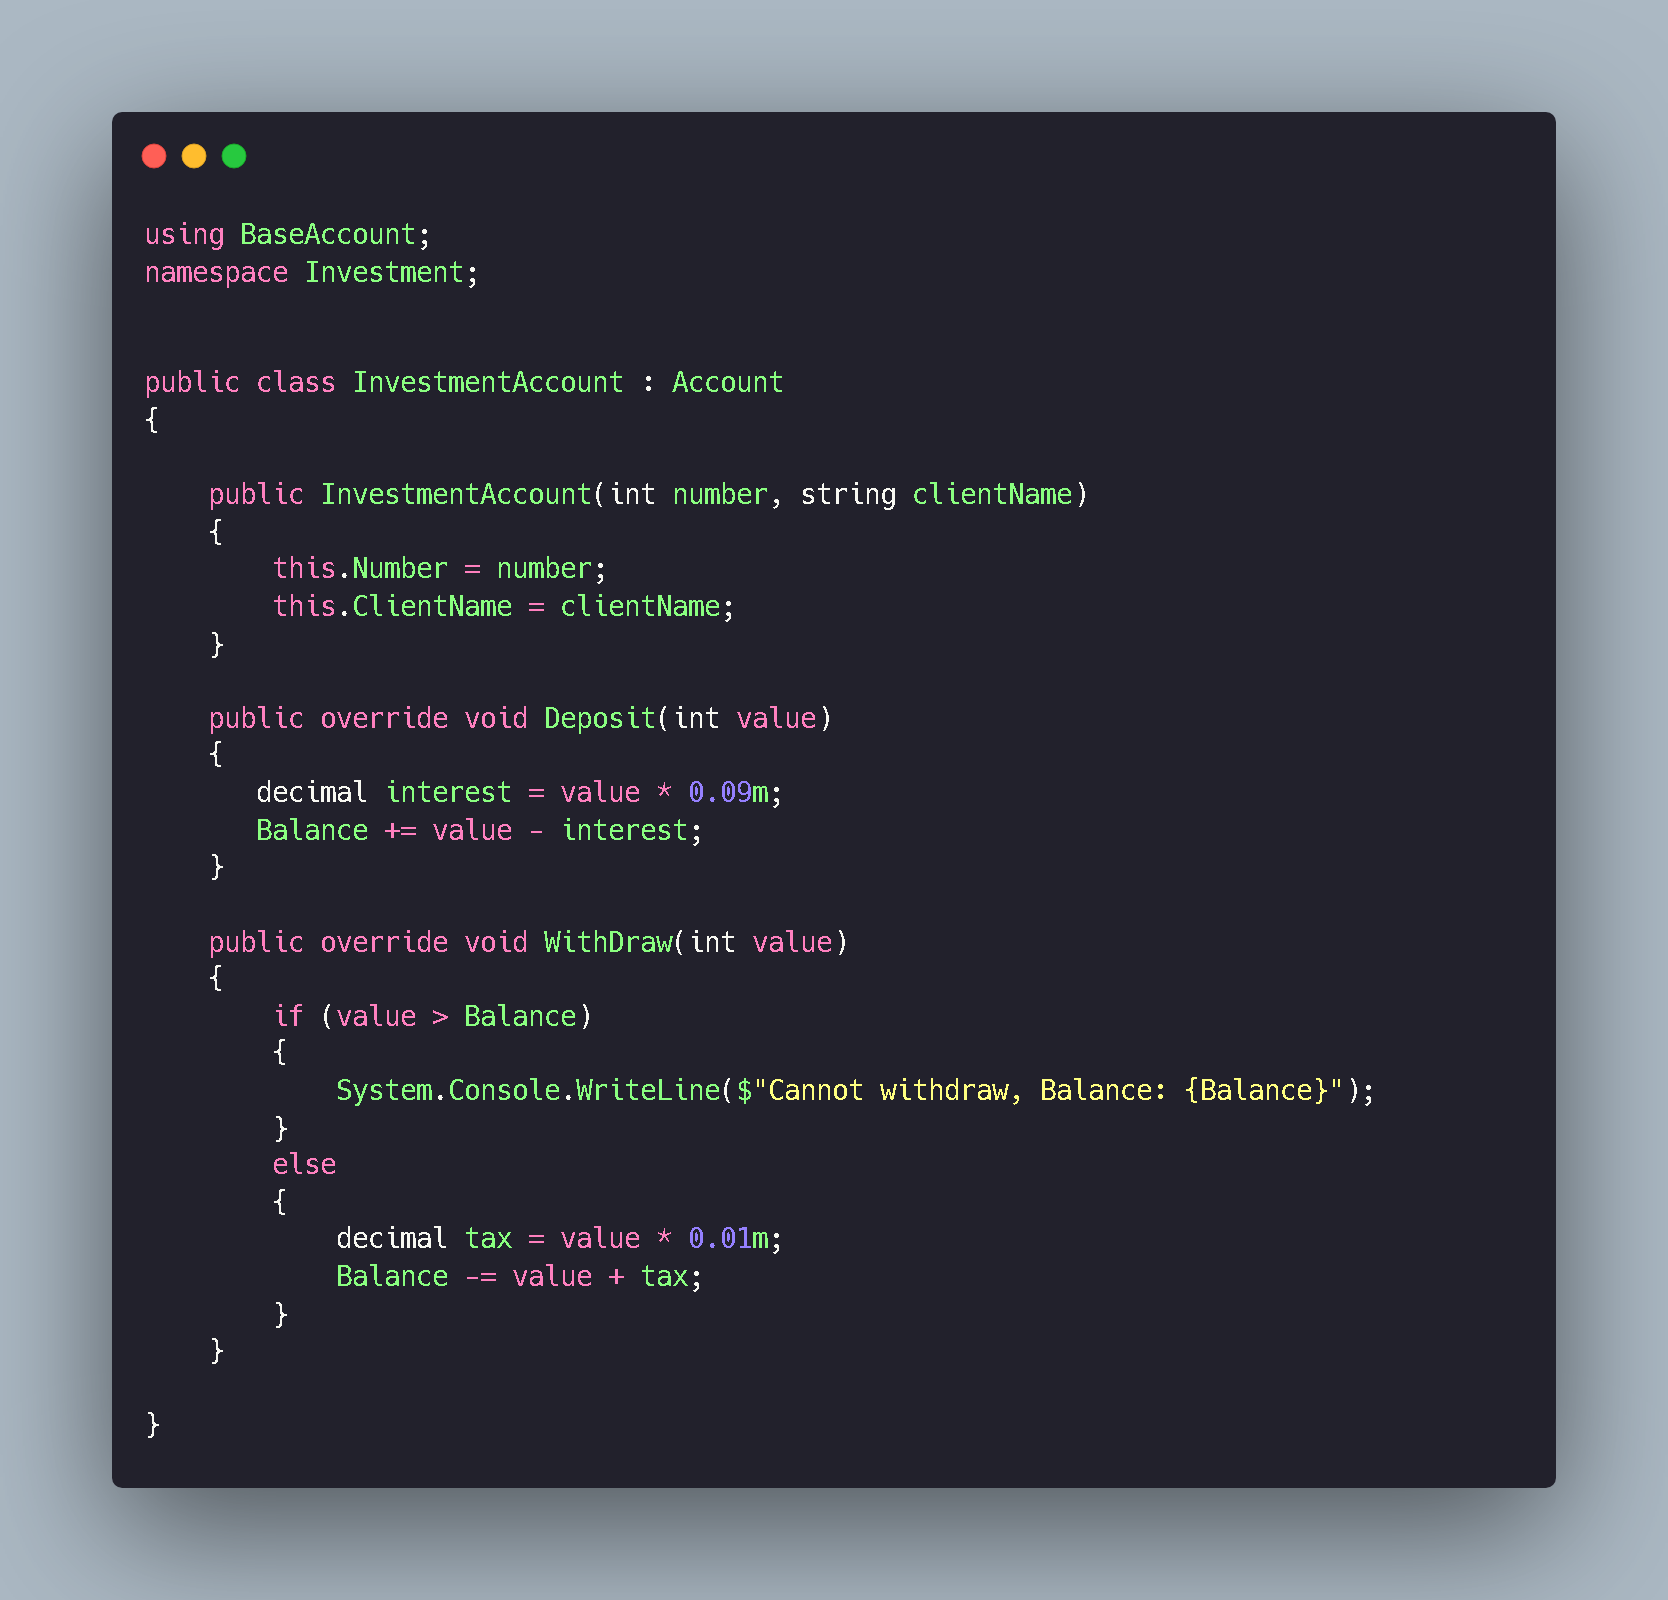 using BaseAccount;
namespace Investment;
public class InvestmentAccount : Account
{
    public InvestmentAccount(int number, string clientName)
    {
        this.Number = number;
        this.ClientName = clientName;
    }
    public override void Deposit(int value)
    {
       decimal interest = value * 0.09m;
       Balance += value - interest;
    }
    public override void WithDraw(int value)
    {
        if (value > Balance)
        {
            System.Console.WriteLine($"Cannot withdraw, Balance: {Balance}");
        }
        else
        {
            decimal tax = value * 0.01m;
            Balance -= value + tax;
        }
    }
}